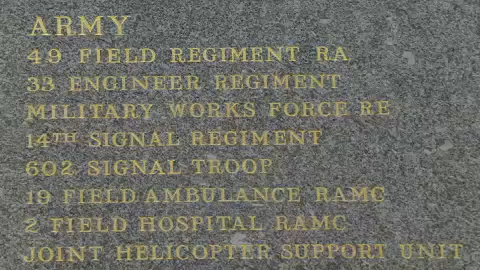 ARMY
49 FIELD REGIMENT RA
33 ENGINEER REGIMENT
MILITARY WORKS FORCE RE
14TH SIGNAL REGIMENT
602 SIGNAL TROOP
19 FIELD AMBULANCE RAMC
2 FIELD HOSPITAL RAMC
JOINT HELICOPTER SUPPORT UNIT